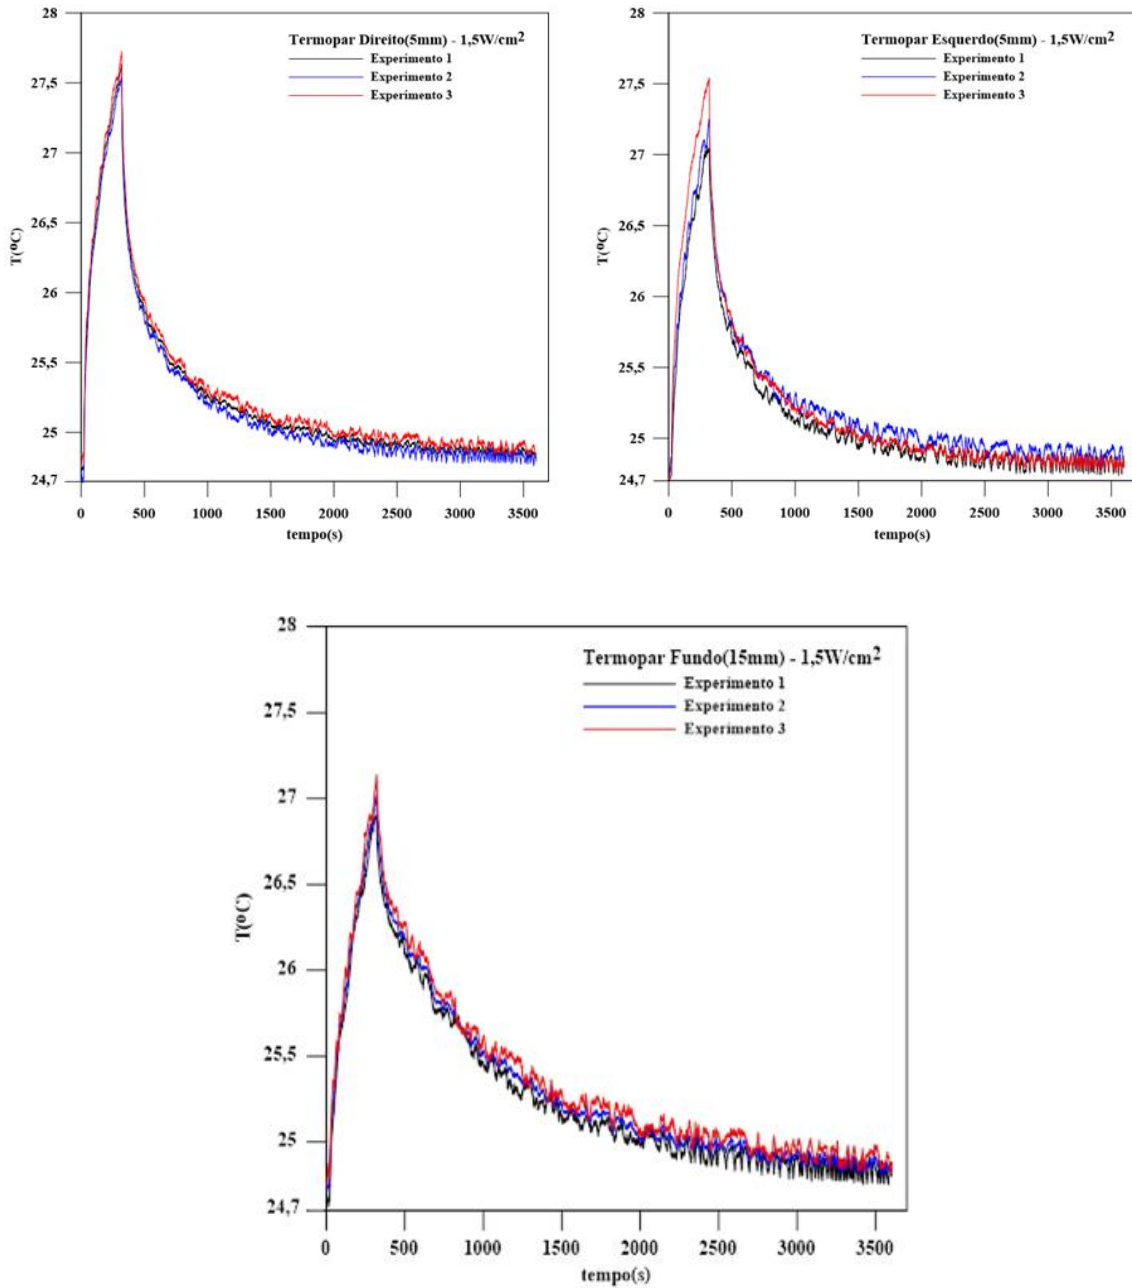 28
27,5
27
26,5
26
25,5
25
24,7
T(ºC)
Termopar Direito(5mm) - 1,5W/cm²
Experimento 1
Experimento 2
Experimento 3
0 500 1000 1500 2000 2500 3000 3500
tempo(s)
28
27,5
27
26,5
26
25,5
25
24,7
T(ºC)
Termopar Esquerdo(5mm) - 1,5W/cm²
Experimento 1
Experimento 2
Experimento 3
0 500 1000 1500 2000 2500 3000 3500
tempo(s)
28
27,5
27
26,5
26
25,5
25
24,7
T(ºC)
Termopar Fundo(15mm) - 1,5W/cm²
Experimento 1
Experimento 2
Experimento 3
0 500 1000 1500 2000 2500 3000 3500
tempo(s)